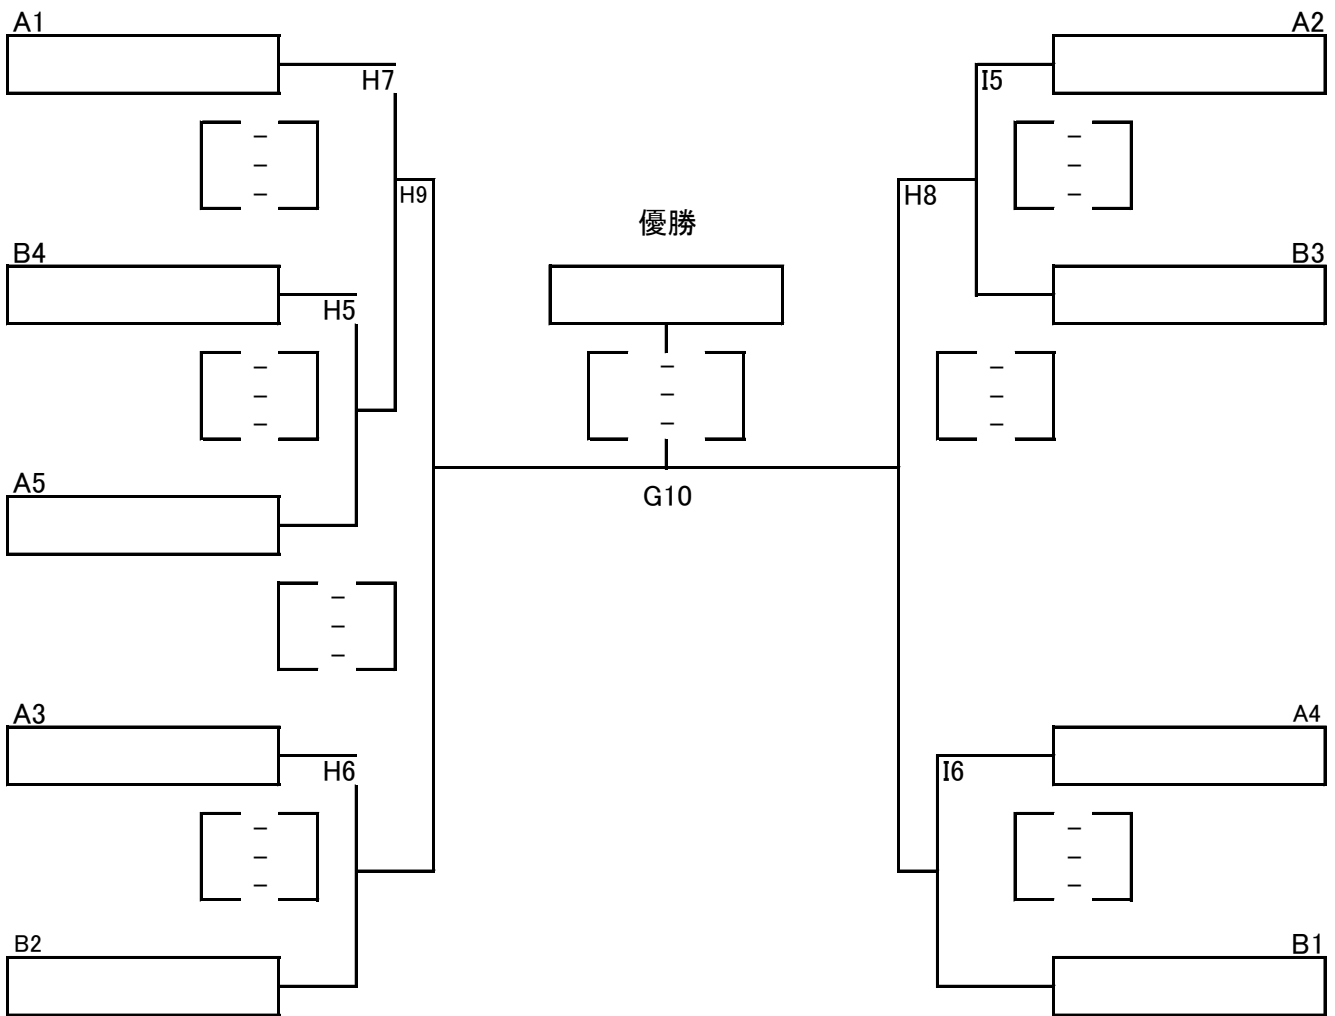 A1
A2
H7
I5
–
–
–
–
–
–
H9
H8
優勝
B4
B3
H5
–
–
–
–
–
–
–
–
–
G10
A5
–
–
–
A3
A4
H6
I6
–
–
–
–
–
–
B2
B1